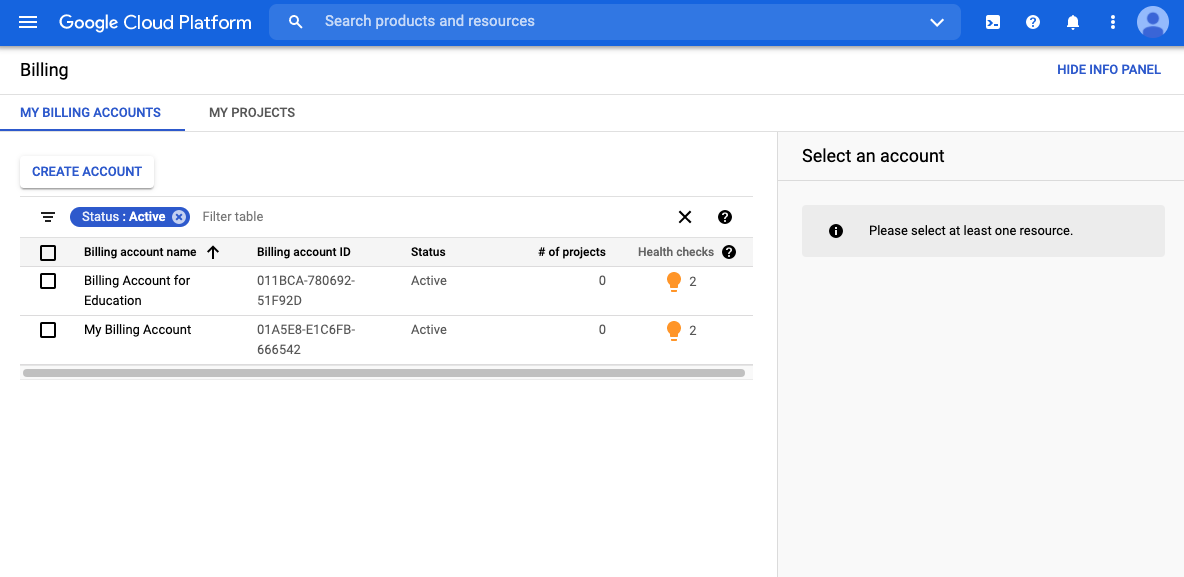 Google Cloud Platform
Search products and resources
Billing
HIDE INFO PANEL
MY BILLING ACCOUNTS
MY PROJECTS
CREATE ACCOUNT
Status : Active
Filter table
Billing account name
Billing account ID
Status
# of projects
Health checks
Billing Account for
Education
011BCA-780692-
51F92D
Active
0
2
My Billing Account
01A5E8-E1C6FB-
666542
Active
0
2
Select an account
Please select at least one resource.